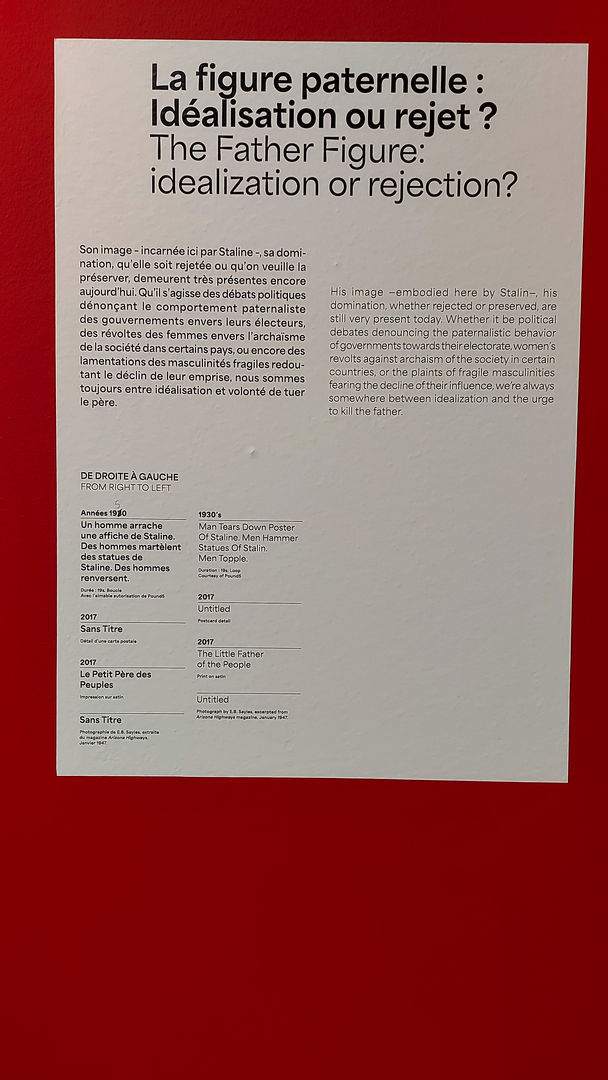 La figure paternelle :
Idéalisation ou rejet ?
The Father Figure:
idealization or rejection?
Son image – incarnée ici par Staline –, sa domi-
nation, qu'elle soit rejetée ou qu'on veuille la
préserver, demeurent très présentes encore
aujourd'hui. Qu'il s'agisse des débats politiques
dénonçant le comportement paternaliste
des gouvernements envers leurs électeurs,
des révoltes des femmes envers l'archaïsme
de la société dans certains pays, ou encore des
lamentations des masculinités fragiles redou-
tant le déclin de leur emprise, nous sommes
toujours entre idéalisation et volonté de tuer
le père.
His image –embodied here by Stalin–, his
domination, whether rejected or preserved, are
still very present today. Whether it be political
debates denouncing the paternalistic behavior
of governments towards their electorate, women's
revolts against archaism of the society in certain
countries, or the plaints of fragile masculinities
fearing the decline of their influence, we're always
somewhere between idealization and the urge
to kill the father.
DE DROITE À GAUCHE
FROM RIGHT TO LEFT
Années 19 0
Un homme arrache
une affiche de Staline.
Des hommes martèlent
des statues de
Staline. Des hommes
renversent.
Durée : 19s. Boucle
Avec l'aimable autorisation de Pound5
2017
Sans Titre
Détail d'une carte postale
2017
Le Petit Père des
Peuples
Impression sur satin
Sans Titre
Photographie de E.B. Sayles, extraite
du magazine Arizona Highways,
Janvier 1947.
1930's
Man Tears Down Poster
Of Staline. Men Hammer
Statues Of Stalin.
Men Topple.
Duration : 19s. Loop
Courtesy of Pound5
2017
Untitled
Postcard detail
2017
The Little Father
of the People
Print on satin
Untitled
Photograph by E.B. Sayles, excerpted from
Arizona Highways magazine, January 1947.